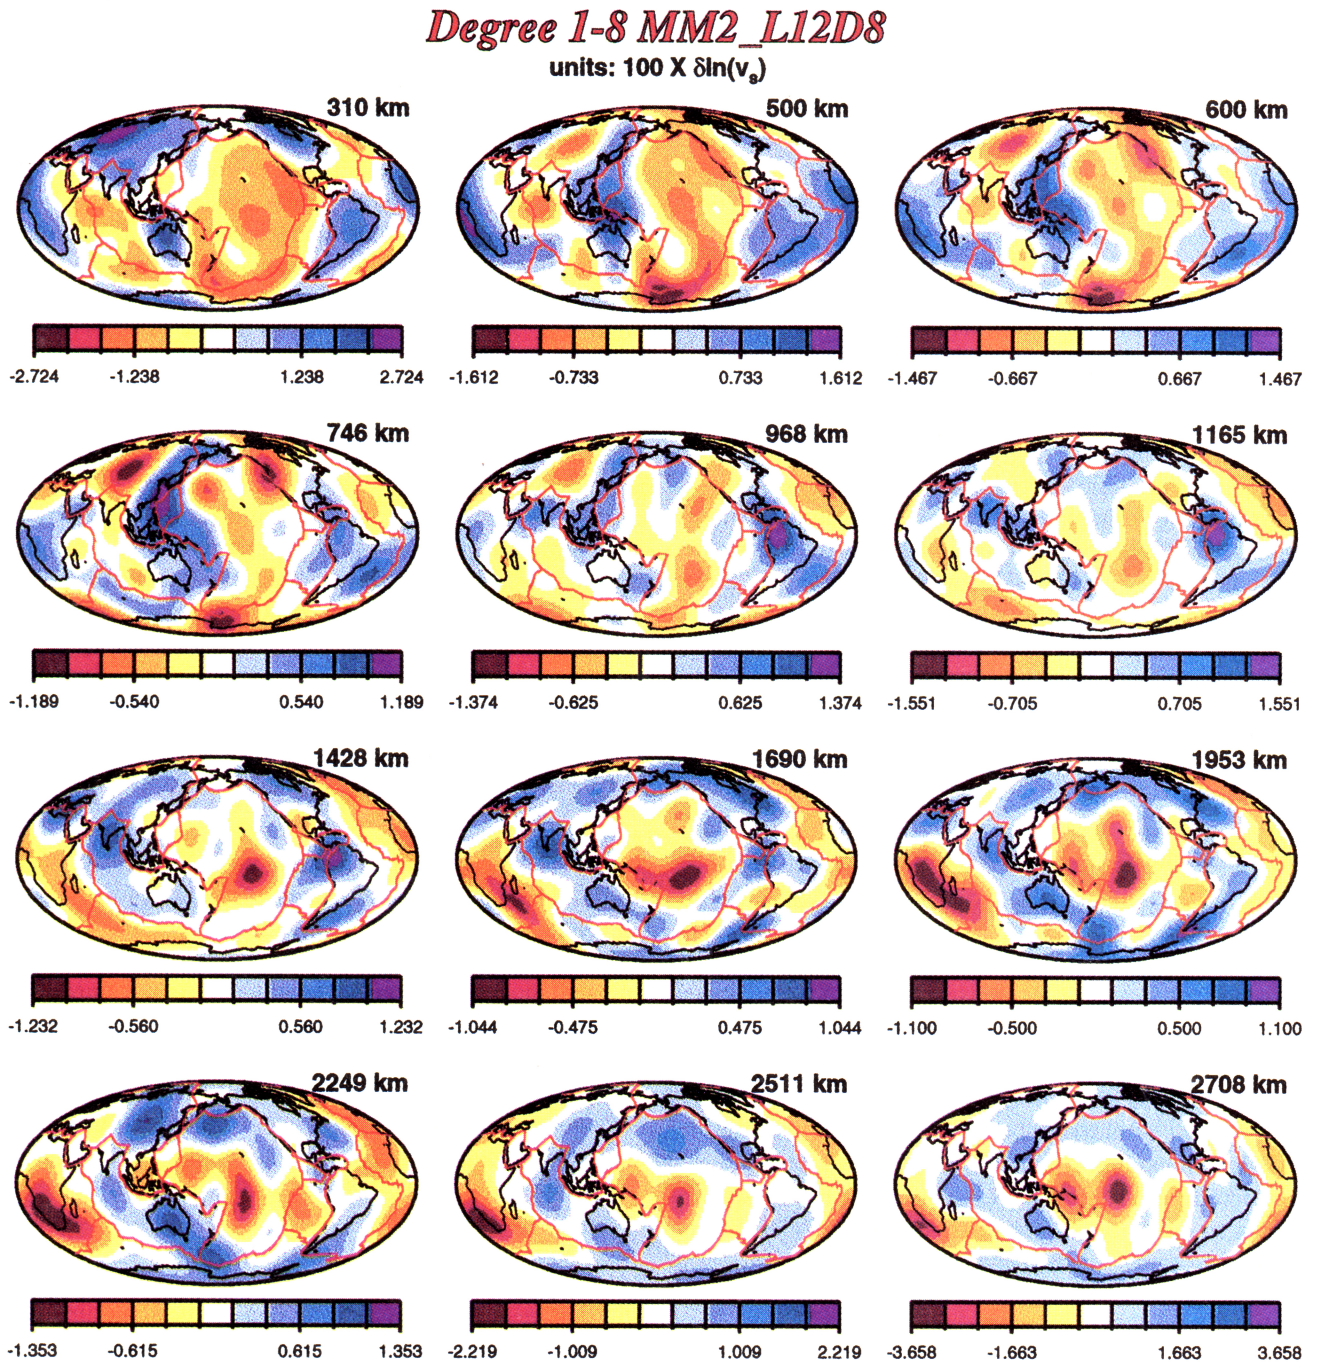 Degree 1-8 MM2_L12D8
units: 100 X δln(vs)
310 km
500 km
600 km
-2.724 -1.238 1.238 2.724
-1.612 -0.733 0.733 1.612
-1.467 -0.667 0.667 1.467
746 km
968 km
1165 km
-1.189 -0.540 0.540 1.189
-1.374 -0.625 0.625 1.374
-1.551 -0.705 0.705 1.551
1428 km
1690 km
1953 km
-1.232 -0.560 0.560 1.232
-1.044 -0.475 0.475 1.044
-1.100 -0.500 0.500 1.100
2249 km
2511 km
2708 km
-1.353 -0.615 0.615 1.353
-2.219 -1.009 1.009 2.219
-3.658 -1.663 1.663 3.658